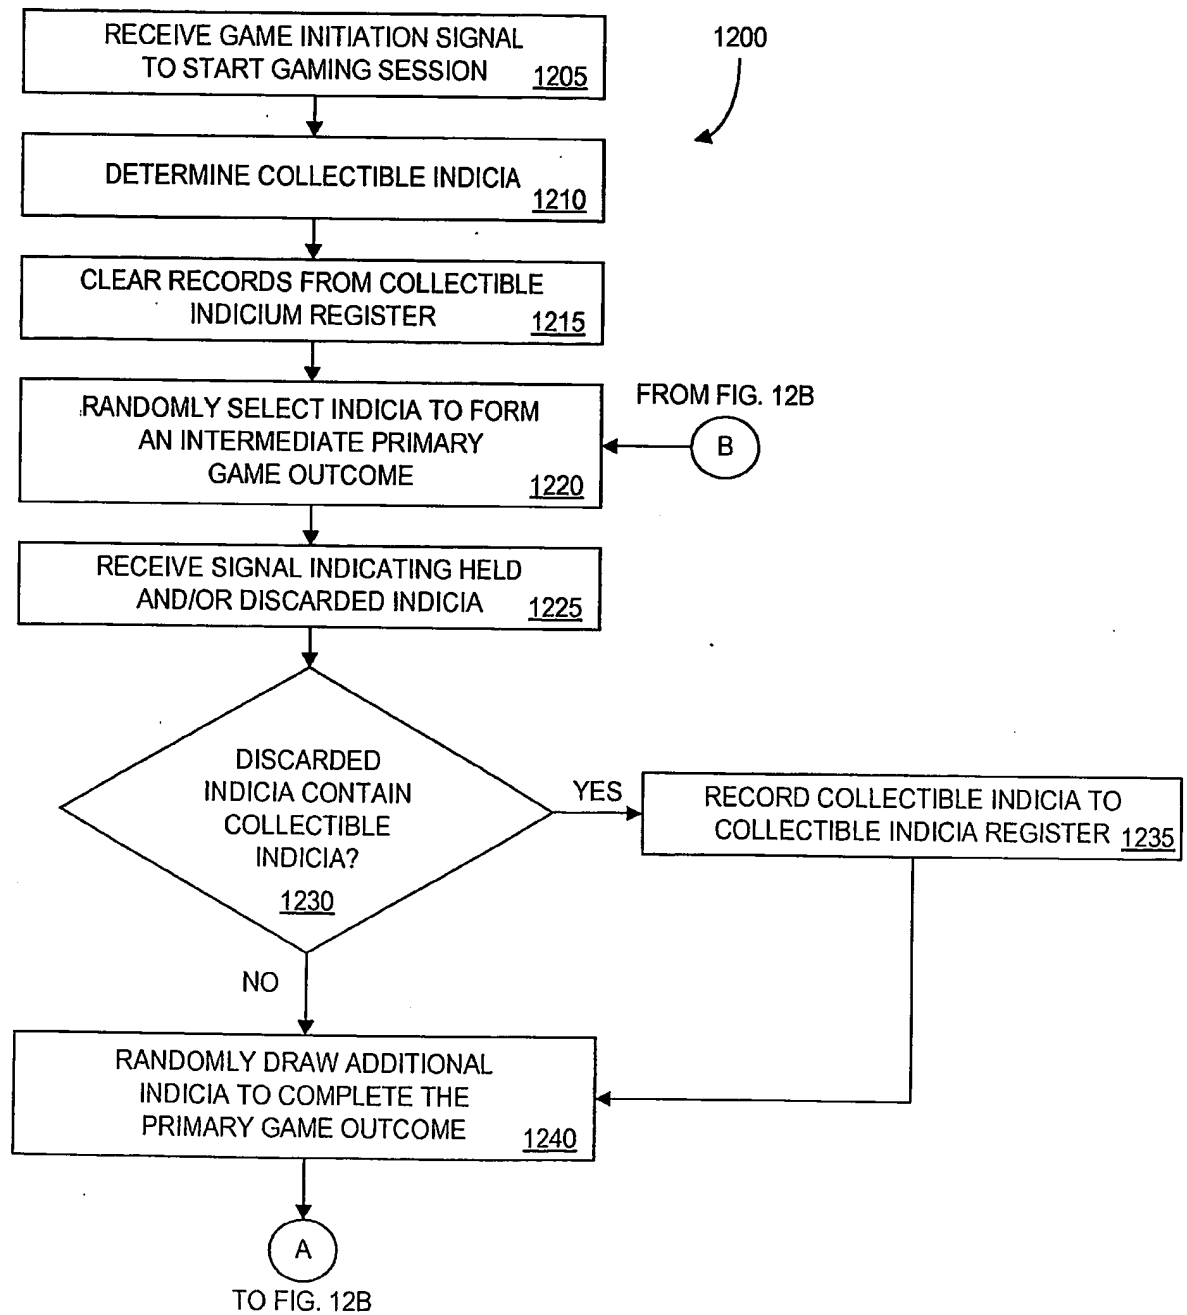 RECEIVE GAME INITIATION SIGNAL
TO START GAMING SESSION
1205
1200
DETERMINE COLLECTIBLE INDICIA
1210
CLEAR RECORDS FROM COLLECTIBLE
INDICIUM REGISTER
1215
RANDOMLY SELECT INDICIA TO FORM
AN INTERMEDIATE PRIMARY
GAME OUTCOME
1220
FROM FIG. 12B
B
RECEIVE SIGNAL INDICATING HELD
AND/OR DISCARDED INDICIA
1225
DISCARDED
INDICIA CONTAIN
COLLECTIBLE
INDICIA?
1230
YES
RECORD COLLECTIBLE INDICIA TO
COLLECTIBLE INDICIA REGISTER
1235
NO
RANDOMLY DRAW ADDITIONAL
INDICIA TO COMPLETE THE
PRIMARY GAME OUTCOME
1240
A
TO FIG. 12B